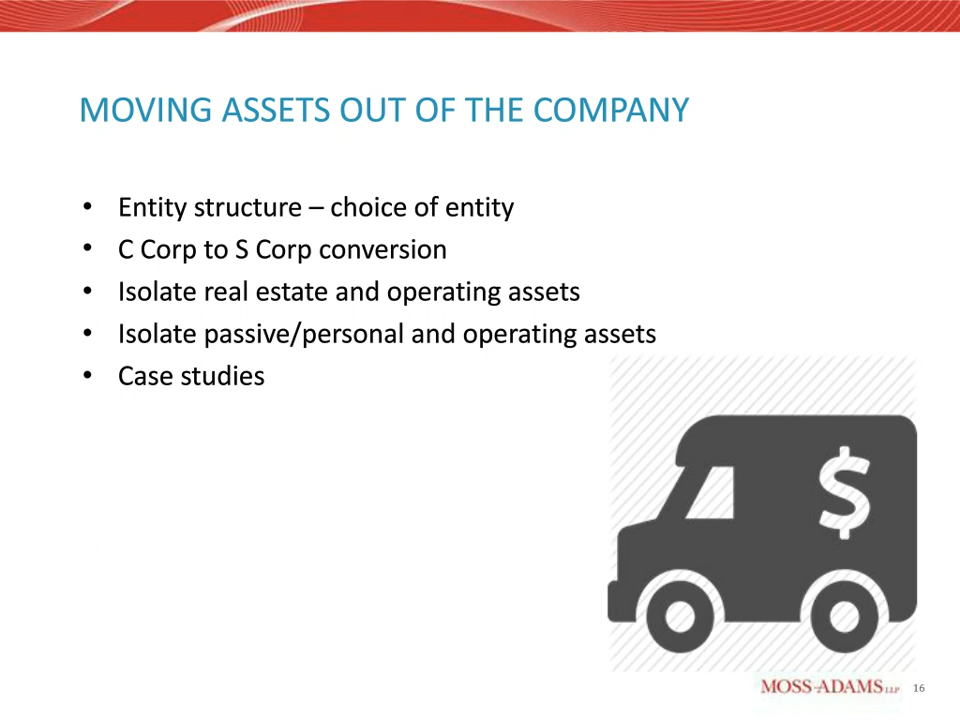 MOVING ASSETS OUT OF THE COMPANY
• Entity structure – choice of entity
• C Corp to S Corp conversion
• Isolate real estate and operating assets
• Isolate passive/personal and operating assets
• Case studies
$
MOSS-ADAMS LLP 16